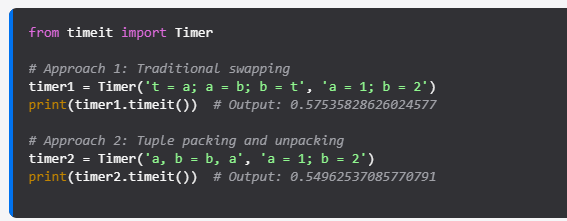 from timeit import Timer
# Approach 1: Traditional swapping
timer1 = Timer('t = a; a = b; b = t', 'a = 1; b = 2')
print(timer1.timeit())  # Output: 0.57535828626024577
# Approach 2: Tuple packing and unpacking
timer2 = Timer('a, b = b, a', 'a = 1; b = 2')
print(timer2.timeit())  # Output: 0.54962537085770791